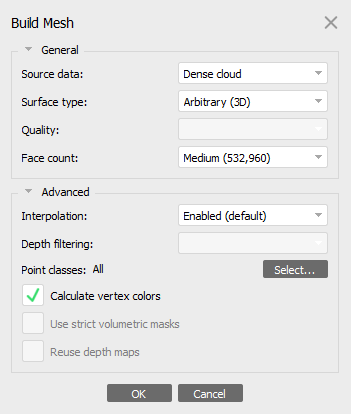 Build Mesh
General
Source data: Dense cloud
Surface type: Arbitrary (3D)
Quality:
Face count: Medium (532,960)
Advanced
Interpolation: Enabled (default)
Depth filtering:
Point classes: All Select...
Calculate vertex colors
Use strict volumetric masks
Reuse depth maps
OK Cancel